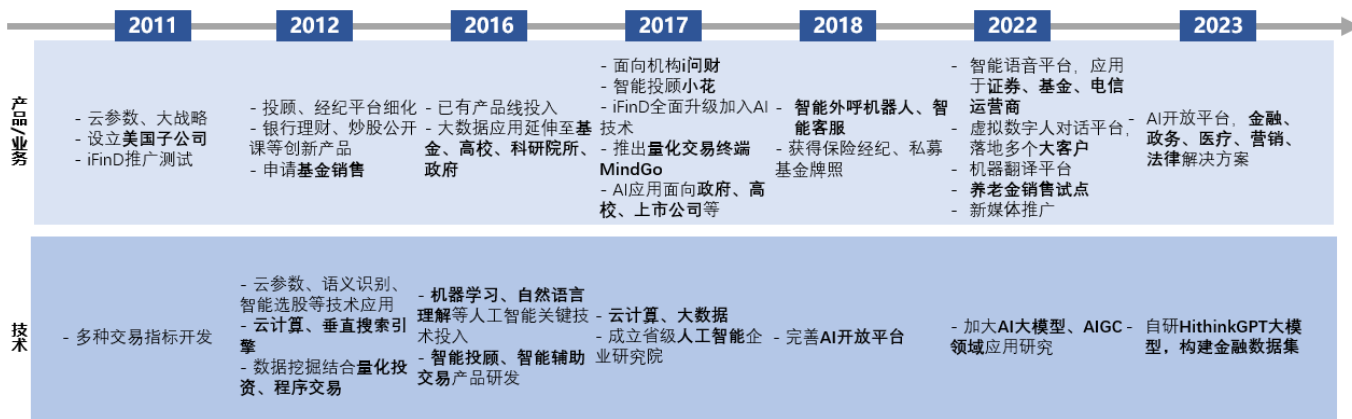 2011
2012
2016
2017
2018
2022
2023
产品/业务
- 云参数、大战略
- 设立美国子公司
- iFinD推广测试
- 投顾、经纪平台细化
- 银行理财、炒股公开
课等创新产品
- 申请基金销售
- 已有产品线投入
- 大数据应用延伸至基
金、高校、科研院所、
政府
- 面向机构i问财
- 智能投顾小花
- iFinD全面升级加入AI
技术
- 推出量化交易终端
MindGo
- AI应用面向政府、高
校、上市公司等
- 智能外呼机器人、智
能客服
- 获得保险经纪、私募
基金牌照
- 智能语音平台，应用
于证券、基金、电信
运营商
- 虚拟数字人对话平台，
落地多个大客户
- 机器翻译平台
- 养老金销售试点
- 新媒体推广
- AI开放平台，金融、
政务、医疗、营销、
法律解决方案
技术
- 多种交易指标开发
- 云参数、语义识别、
智能选股等技术应用
- 云计算、垂直搜索引
擎
- 数据挖掘结合量化投
资、程序交易
- 机器学习、自然语言
理解等人工智能关键技
术投入
- 智能投顾、智能辅助
交易产品研发
- 云计算、大数据
- 成立省级人工智能企
业研究院
- 完善AI开放平台
- 加大AI大模型、AIGC
领域应用研究
- 自研HithinkGPT大模
型，构建金融数据集